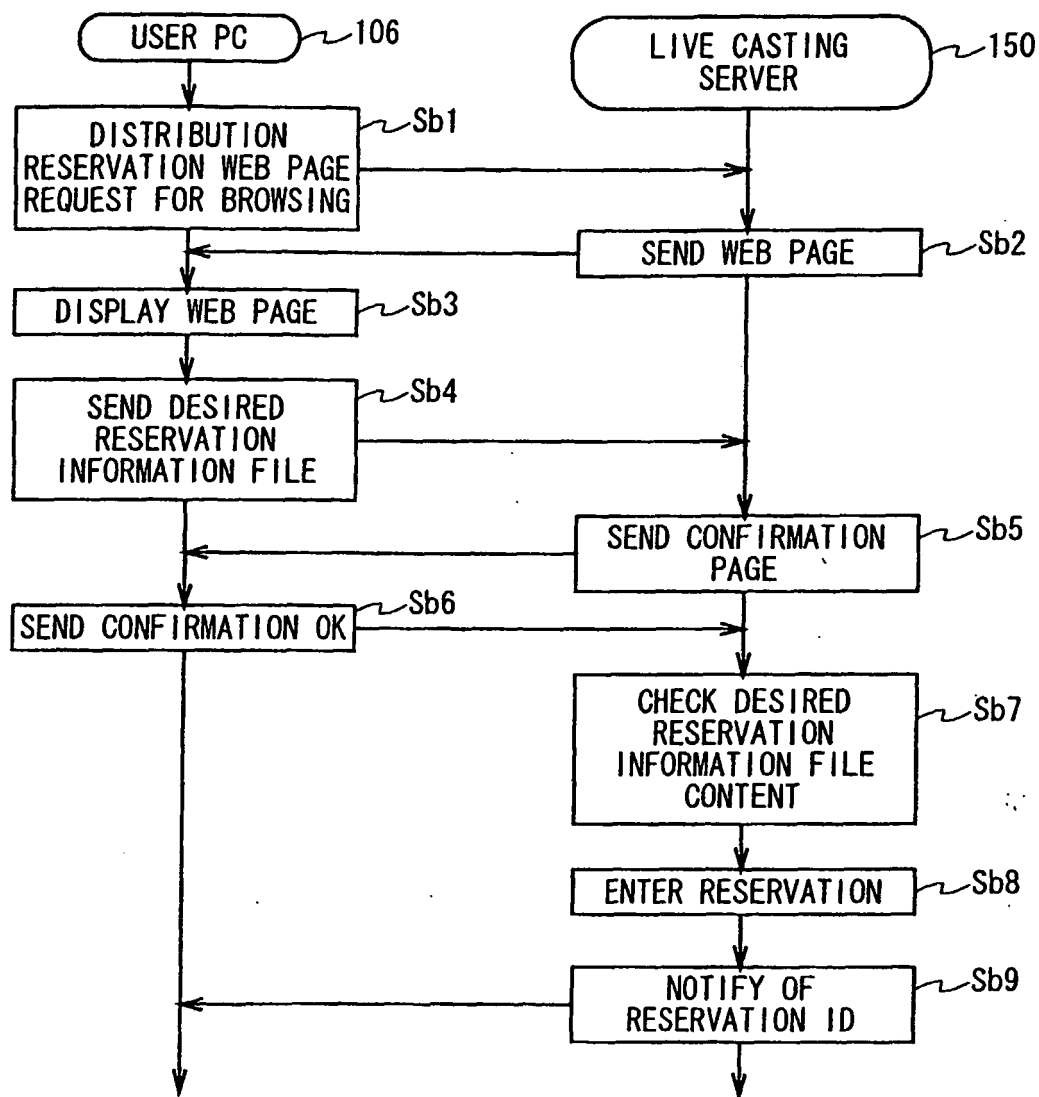 USER PC
106
LIVE CASTING
SERVER
150
DISTRIBUTION
RESERVATION WEB PAGE
REQUEST FOR BROWSING
Sb1
SEND WEB PAGE
Sb2
DISPLAY WEB PAGE
Sb3
SEND DESIRED
RESERVATION
INFORMATION FILE
Sb4
SEND CONFIRMATION
PAGE
Sb5
SEND CONFIRMATION OK
Sb6
CHECK DESIRED
RESERVATION
INFORMATION FILE
CONTENT
Sb7
ENTER RESERVATION
Sb8
NOTIFY OF
RESERVATION ID
Sb9